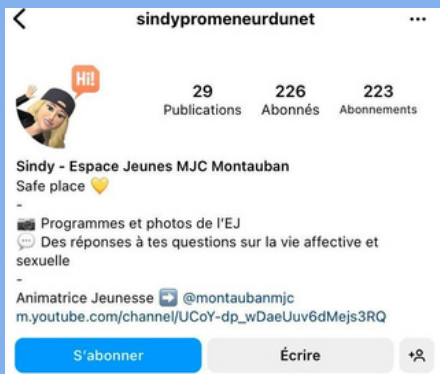 sindypromeneurdunet
Hi!
29
226
223
Publications
Abonnés
Abonnements
Sindy - Espace Jeunes MJC Montauban
Safe place 💛
-
📷 Programmes et photos de l'EJ
💬 Des réponses à tes questions sur la vie affective et
sexuelle
-
Animatrice Jeunesse ➡️ @montaubanmjc
m.youtube.com/channel/UCoY-dp_wDaeUuv6dMejs3RQ
S'abonner
Écrire